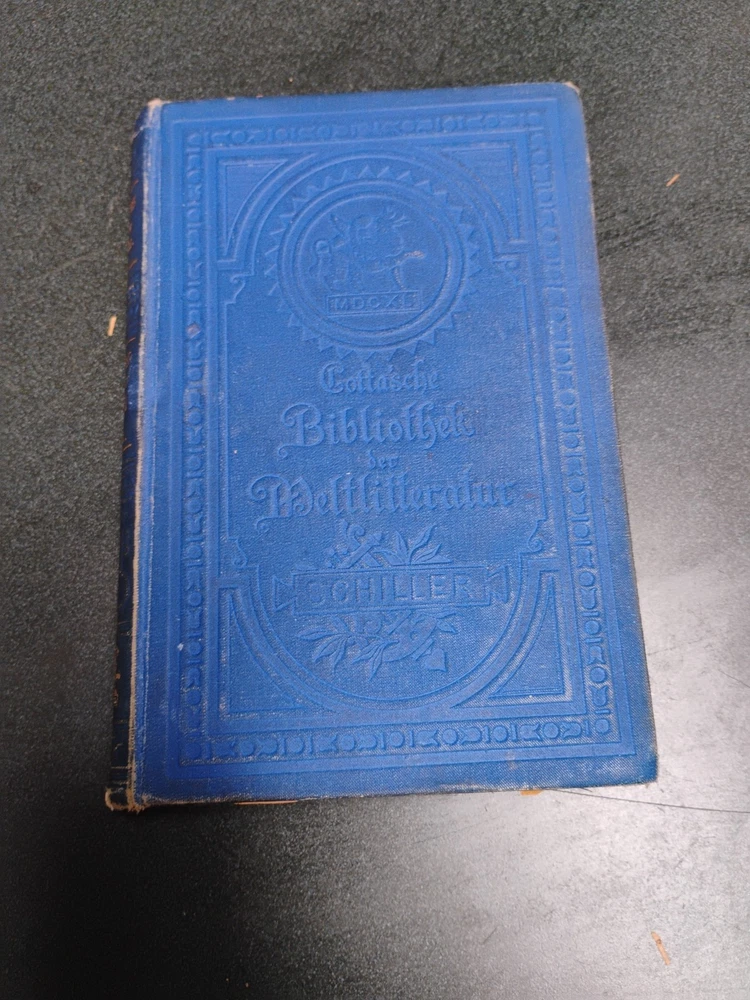 MDCXL
Cotta'sche
Bibliothek
der
Weltlitteratur
SCHILLER